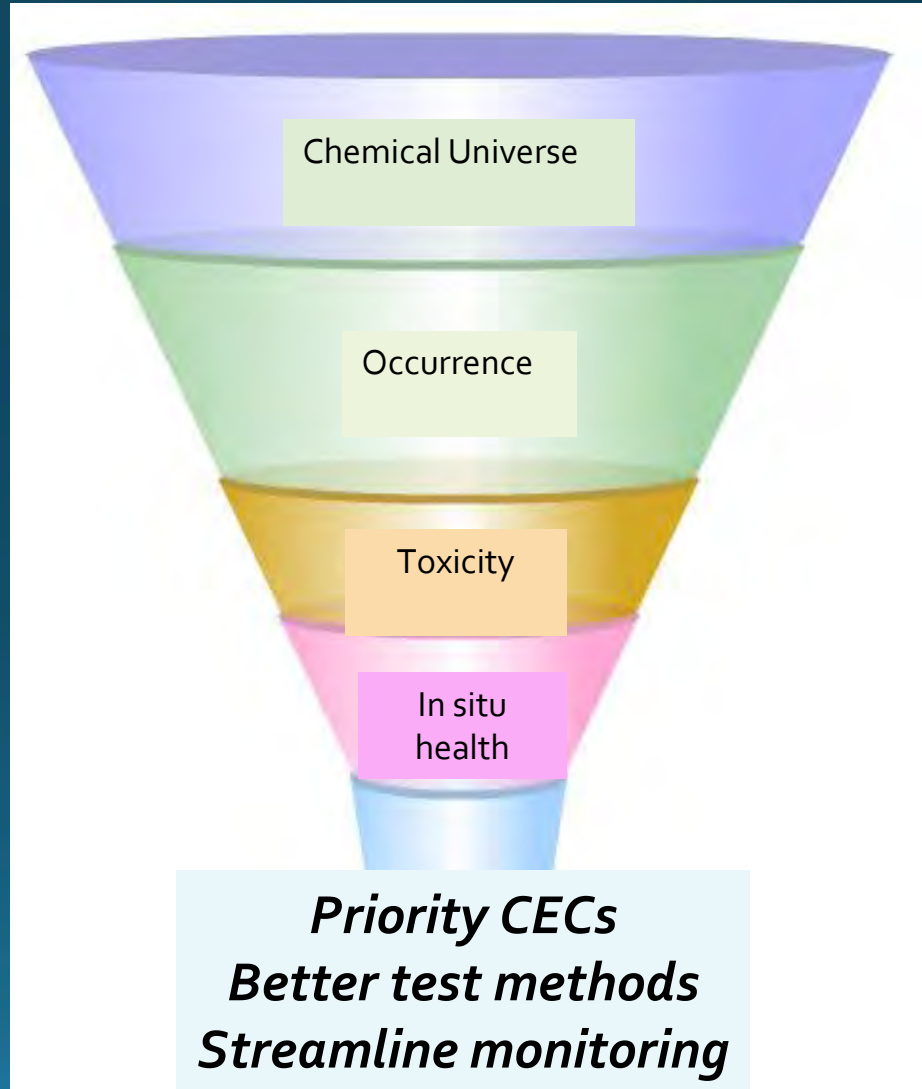 Chemical Universe
Occurrence
Toxicity
In situ
health
Priority CECs
Better test methods
Streamline monitoring